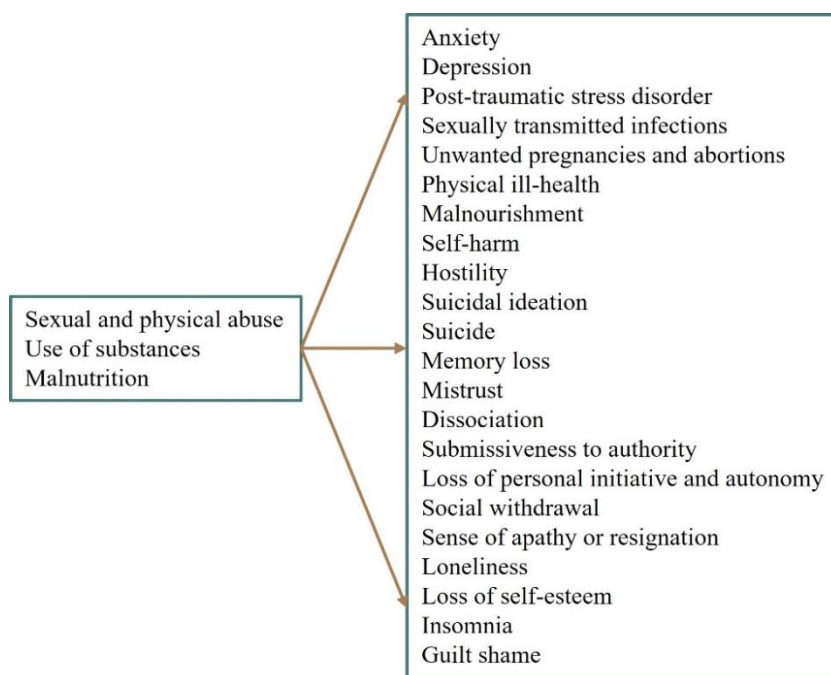 Sexual and physical abuse
Use of substances
Malnutrition
Anxiety
Depression
Post-traumatic stress disorder
Sexually transmitted infections
Unwanted pregnancies and abortions
Physical ill-health
Malnourishment
Self-harm
Hostility
Suicidal ideation
Suicide
Memory loss
Mistrust
Dissociation
Submissiveness to authority
Loss of personal initiative and autonomy
Social withdrawal
Sense of apathy or resignation
Loneliness
Loss of self-esteem
Insomnia
Guilt shame